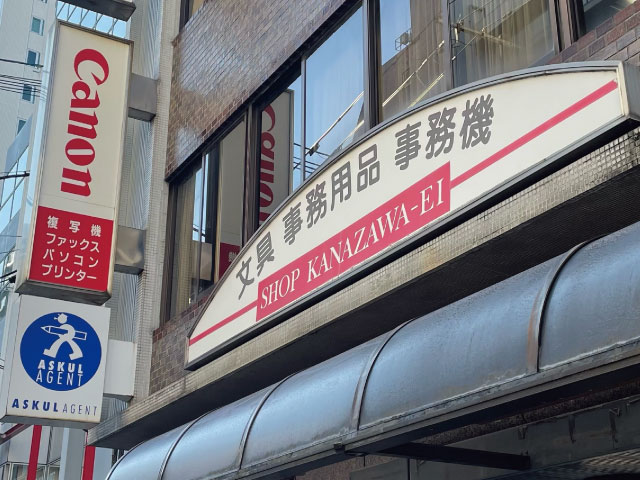 Canon
複写機
ファックス
パソコン
プリンター
ASKUL
AGENT
ASKUL AGENT
文具 事務用品 事務機
SHOP KANAZAWA-EI
Canon